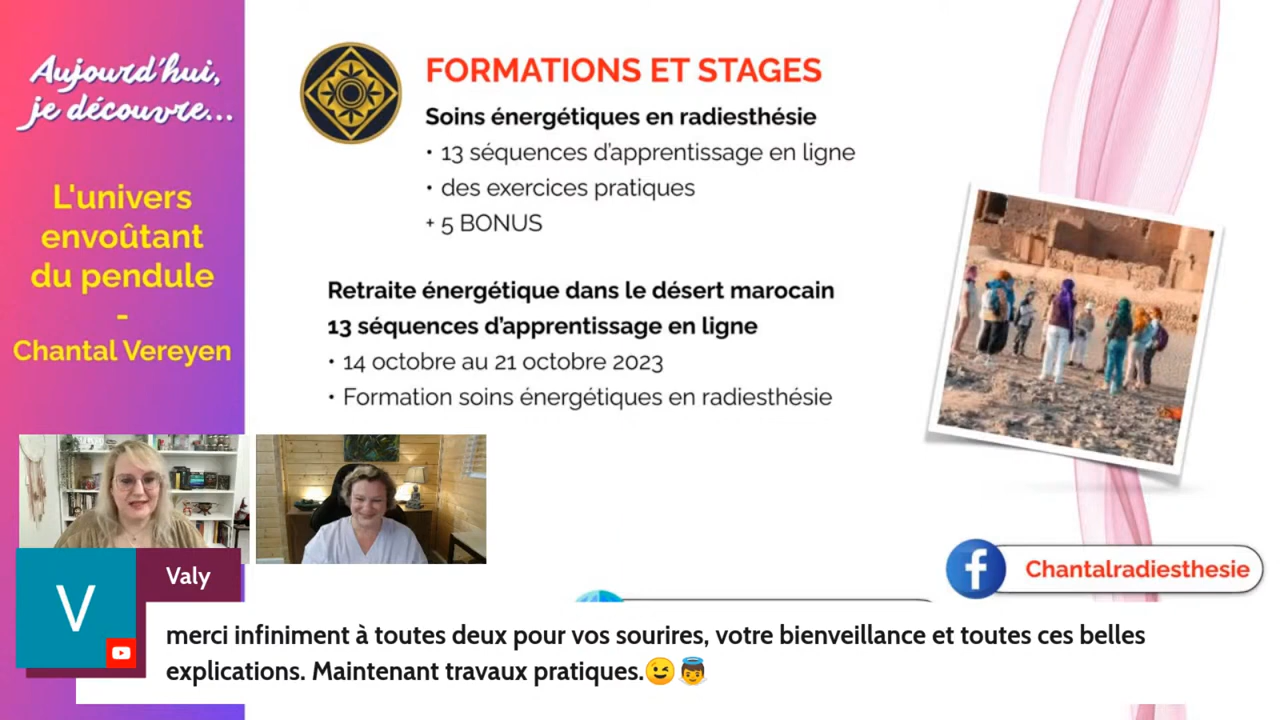 Aujourd'hui,
je découvre...
L'univers
envoûtant
du pendule
-
Chantal Vereyen
FORMATIONS ET STAGES
Soins énergétiques en radiesthésie
• 13 séquences d'apprentissage en ligne
• des exercices pratiques
+ 5 BONUS
Retraite énergétique dans le désert marocain
13 séquences d'apprentissage en ligne
• 14 octobre au 21 octobre 2023
• Formation soins énergétiques en radiesthésie
Chantalradiesthesie
V
Valy
merci infiniment à toutes deux pour vos sourires, votre bienveillance et toutes ces belles
explications. Maintenant travaux pratiques.😉👼